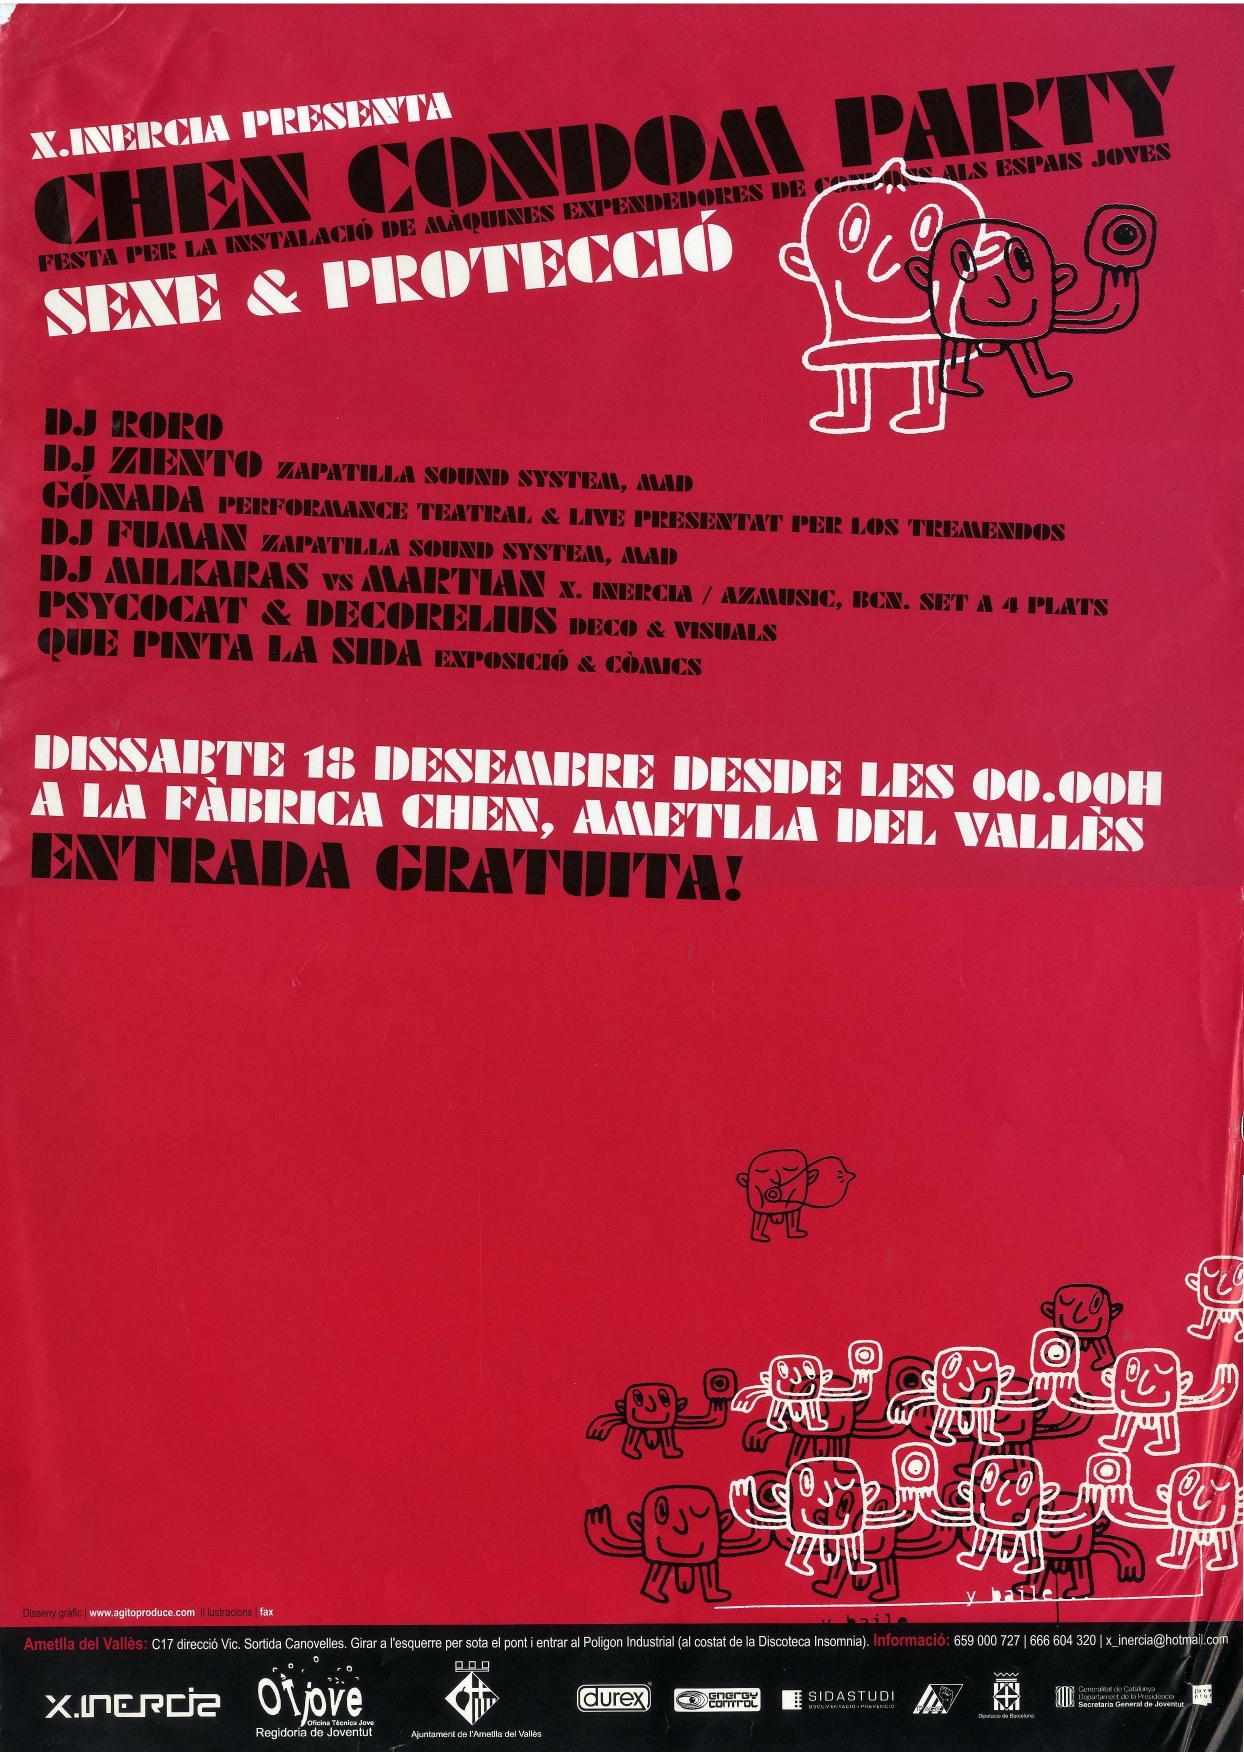 X.INERCIA PRESENTA
CHEN CONDOM PARTY
FESTA PER LA INSTALACIÓ DE MÀQUINES EXPENDEDORES DE CONDONS ALS ESPAIS JOVES
SEXE & PROTECCIÓ
DJ RORO
DJ ZIENTO ZAPATILLA SOUND SYSTEM, MAD
GÓNADA PERFORMANCE TEATRAL & LIVE PRESENTAT PER LOS TREMENDOS
DJ FUMAN ZAPATILLA SOUND SYSTEM, MAD
DJ MILKARAS VS MARTIAN X. INERCIA / AZMUSIC, BCN. SET A 4 PLATS
PSYCOCAT & DECORELIUS DECO & VISUALS
QUE PINTA LA SIDA EXPOSICIÓ & CÒMICS
DISSABTE 18 DESEMBRE DESDE LES 00.00H
A LA FÀBRICA CHEN, AMETLLA DEL VALLÈS
ENTRADA GRATUITA!
y baile...
y baile
Disseny gràfic | www.agitoproduce.com Il.lustracions | fax
Ametlla del Vallès: C17 direcció Vic. Sortida Canovelles. Girar a l'esquerre per sota el pont i entrar al Poligon Industrial (al costat de la Discoteca Insomnia). Informació: 659 000 727 | 666 604 320 | x_inercia@hotmail.com
X.INERCIA
OTjove
Oficina Tècnica Jove
Regidoria de Joventut
Ajuntament de l'Ametlla del Vallès
durex
ENERGY CONTROL
SIDASTUDI
DOCUMENTACIÓ + PREVENCIÓ
Diputació de Barcelona
Generalitat de Catalunya
Departament de la Presidència
Secretaria General de Joventut
jove
ntut